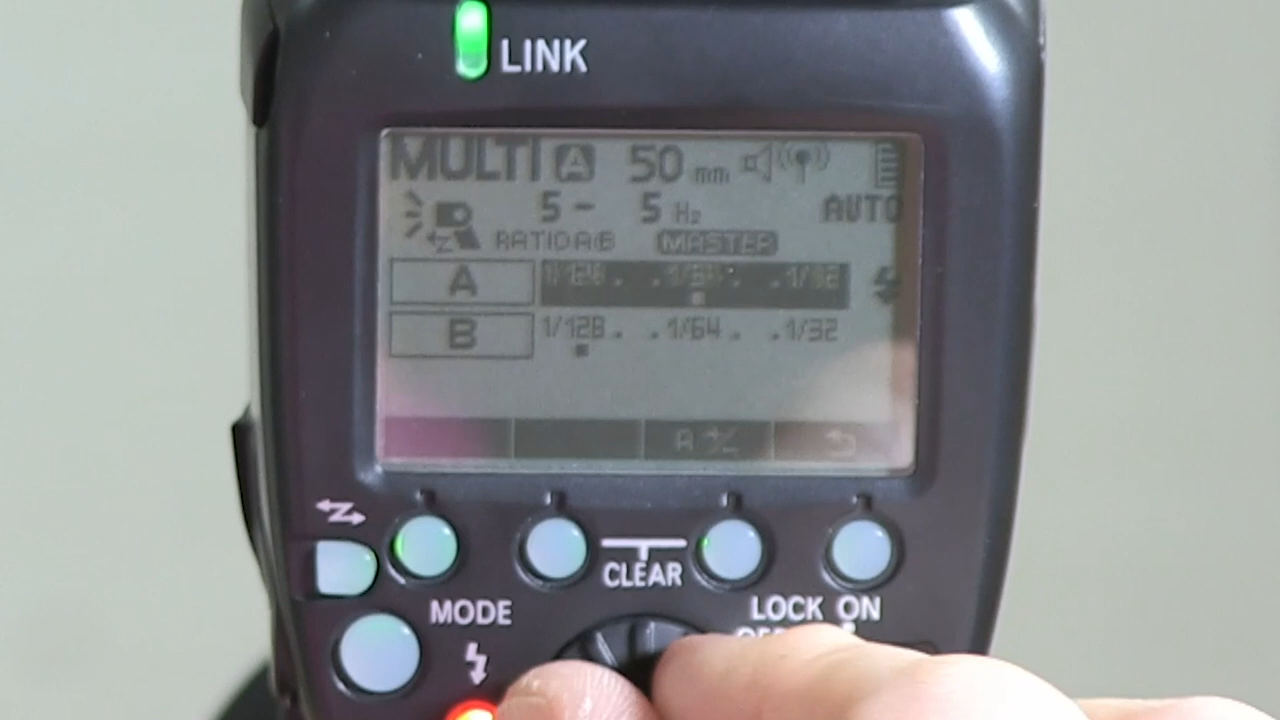 LINK
MULTI A 50 mm
5 - 5 Hz AUTO
RATIO A:B MASTER
A 1/128 . . 1/64 . . 1/32
B 1/128 . . 1/64 . . 1/32
A +/-
CLEAR
MODE LOCK ON